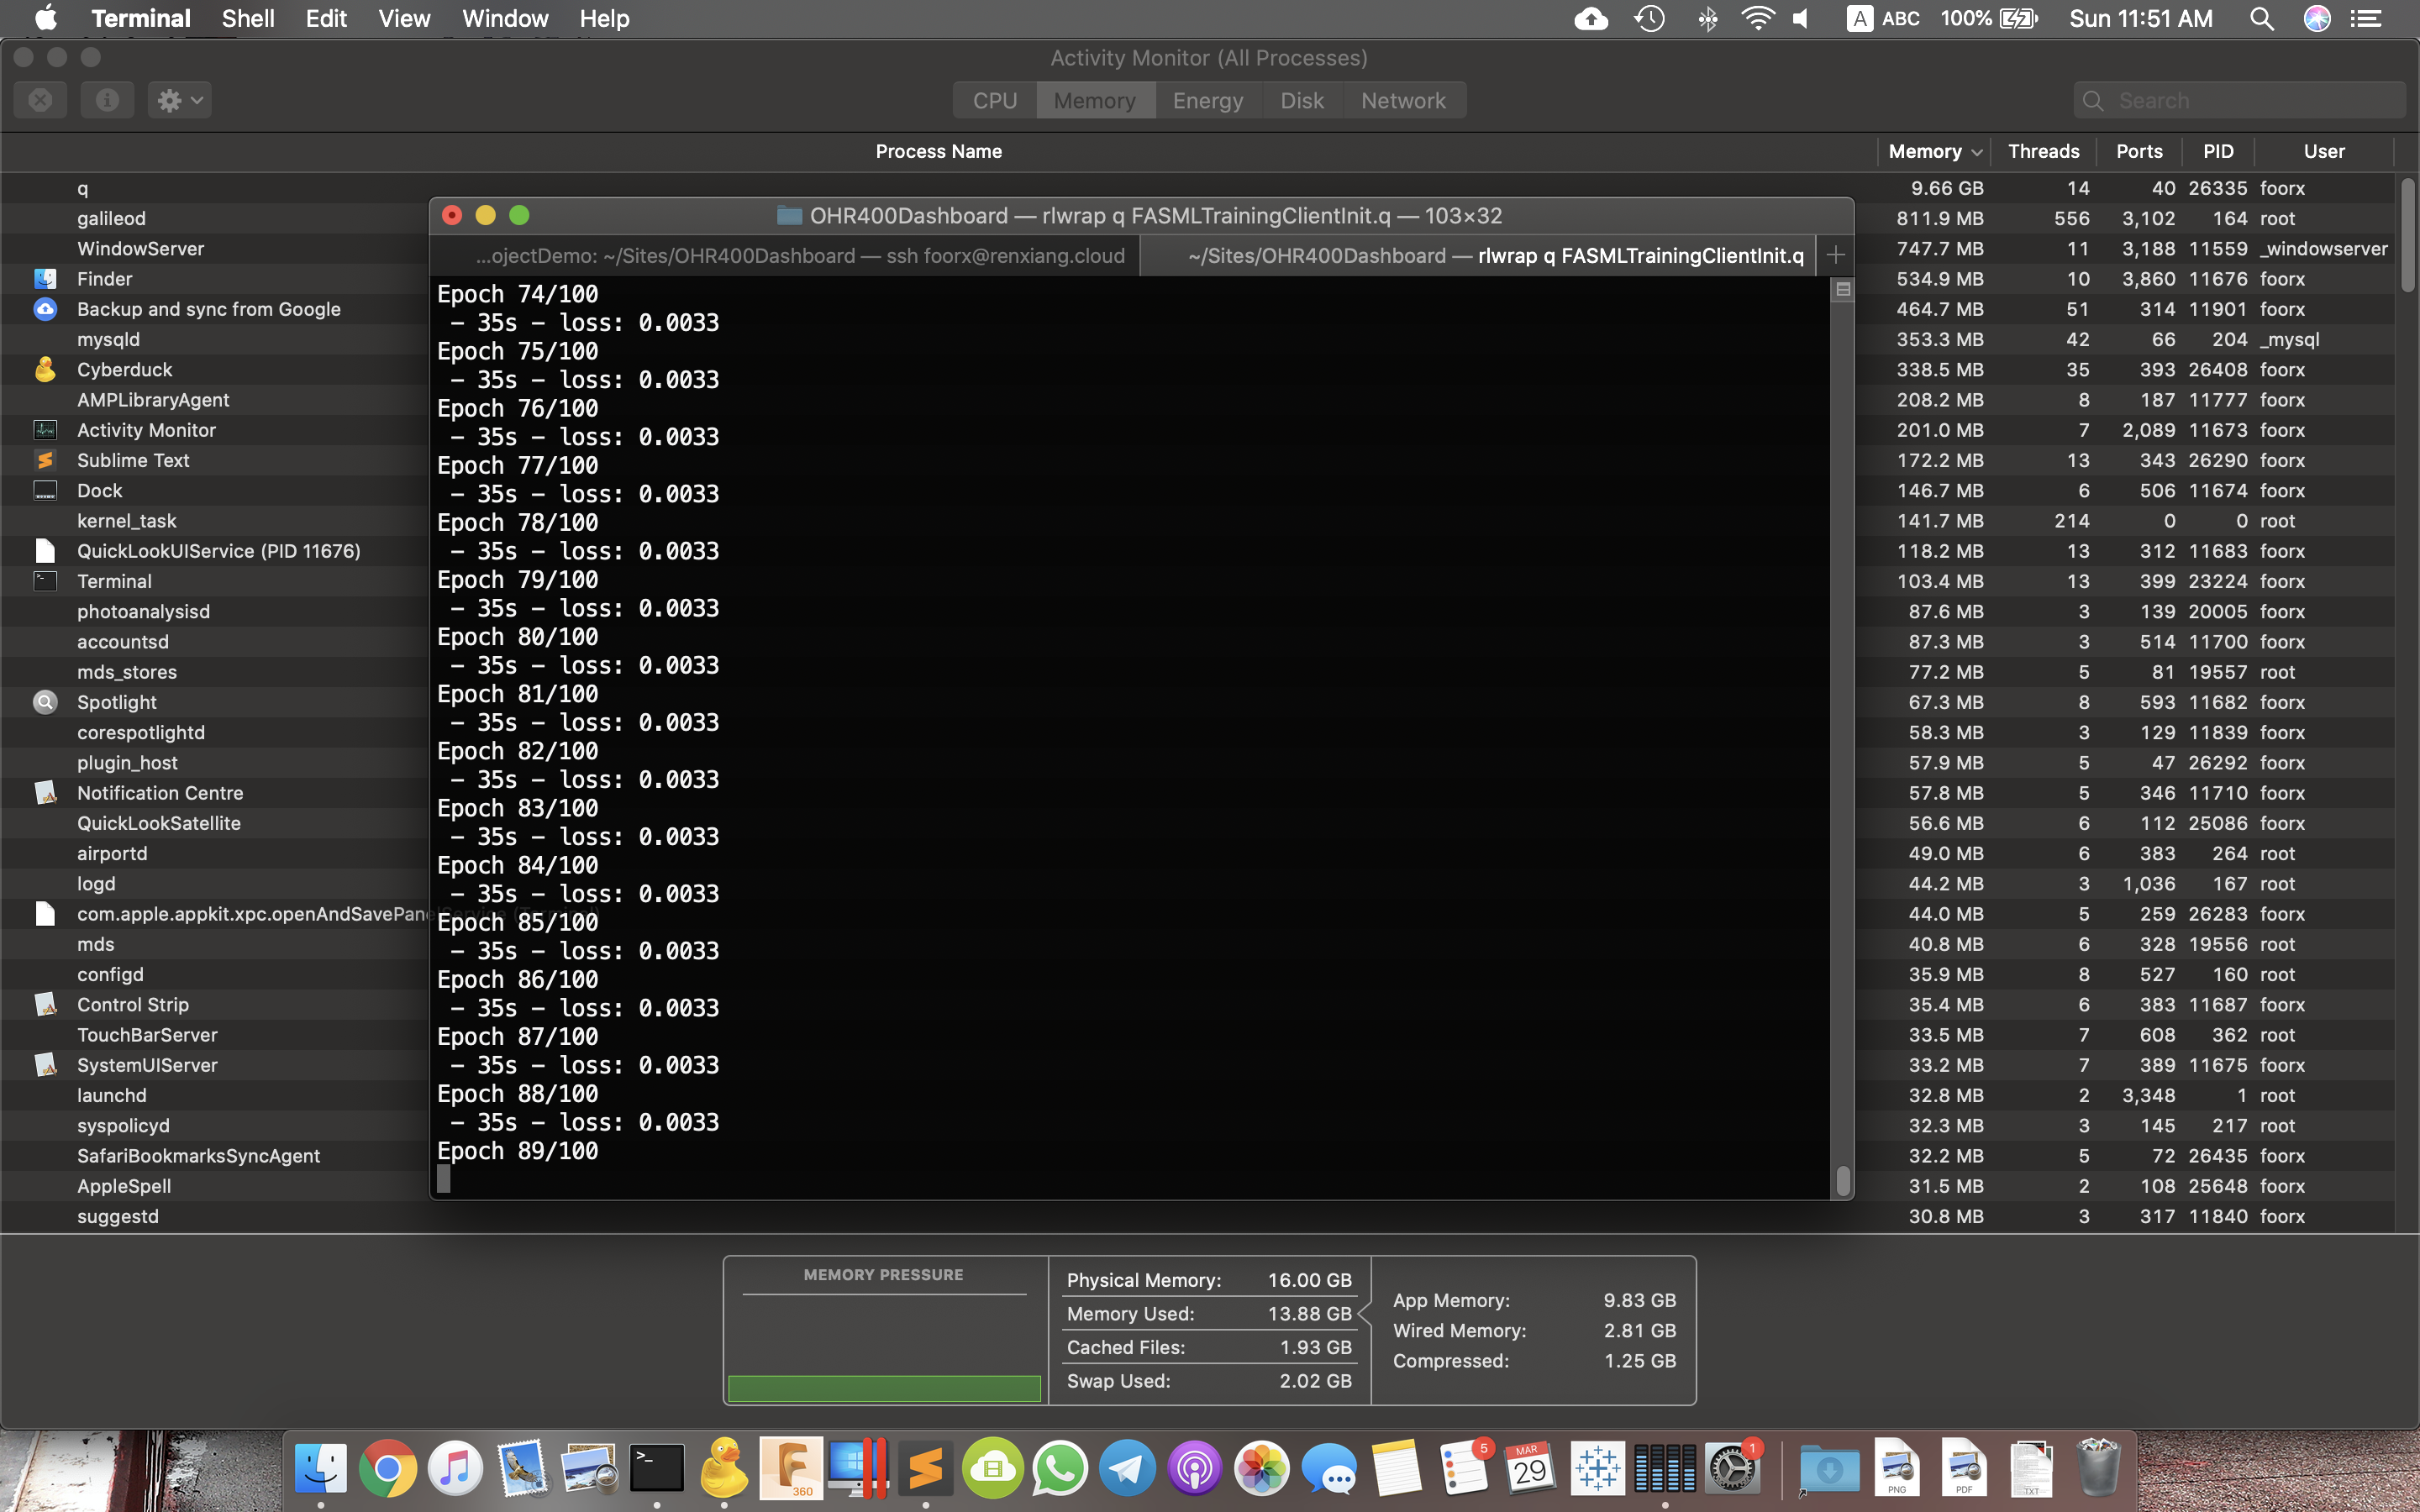 Terminal Shell Edit View Window Help A ABC 100% Sun 11:51 AM
Activity Monitor (All Processes)
CPU Memory Energy Disk Network Search
Process Name Memory Threads Ports PID User
q 9.66 GB 14 40 26335 foorx
galileod 811.9 MB 556 3,102 164 root
WindowServer 747.7 MB 11 3,188 11559 _windowserver
Finder 534.9 MB 10 3,860 11676 foorx
Backup and sync from Google 464.7 MB 51 314 11901 foorx
mysqld 353.3 MB 42 66 204 _mysql
Cyberduck 338.5 MB 35 393 26408 foorx
AMPLibraryAgent 208.2 MB 8 187 11777 foorx
Activity Monitor 201.0 MB 7 2,089 11673 foorx
Sublime Text 172.2 MB 13 343 26290 foorx
Dock 146.7 MB 6 506 11674 foorx
kernel_task 141.7 MB 214 0 0 root
QuickLookUIService (PID 11676) 118.2 MB 13 312 11683 foorx
Terminal 103.4 MB 13 399 23224 foorx
photoanalysisd 87.6 MB 3 139 20005 foorx
accountsd 87.3 MB 3 514 11700 foorx
mds_stores 77.2 MB 5 81 19557 root
Spotlight 67.3 MB 8 593 11682 foorx
corespotlightd 58.3 MB 3 129 11839 foorx
plugin_host 57.9 MB 5 47 26292 foorx
Notification Centre 57.8 MB 5 346 11710 foorx
QuickLookSatellite 56.6 MB 6 112 25086 foorx
airportd 49.0 MB 6 383 264 root
logd 44.2 MB 3 1,036 167 root
com.apple.appkit.xpc.openAndSavePanelService (Terminal) 44.0 MB 5 259 26283 foorx
mds 40.8 MB 6 328 19556 root
configd 35.9 MB 8 527 160 root
Control Strip 35.4 MB 6 383 11687 foorx
TouchBarServer 33.5 MB 7 608 362 root
SystemUIServer 33.2 MB 7 389 11675 foorx
launchd 32.8 MB 2 3,348 1 root
syspolicyd 32.3 MB 3 145 217 root
SafariBookmarksSyncAgent 32.2 MB 5 72 26435 foorx
AppleSpell 31.5 MB 2 108 25648 foorx
suggestd 30.8 MB 3 317 11840 foorx
OHR400Dashboard — rlwrap q FASMLTrainingClientInit.q — 103×32
...ojectDemo: ~/Sites/OHR400Dashboard — ssh foorx@renxiang.cloud ~/Sites/OHR400Dashboard — rlwrap q FASMLTrainingClientInit.q
Epoch 74/100
 - 35s - loss: 0.0033
Epoch 75/100
 - 35s - loss: 0.0033
Epoch 76/100
 - 35s - loss: 0.0033
Epoch 77/100
 - 35s - loss: 0.0033
Epoch 78/100
 - 35s - loss: 0.0033
Epoch 79/100
 - 35s - loss: 0.0033
Epoch 80/100
 - 35s - loss: 0.0033
Epoch 81/100
 - 35s - loss: 0.0033
Epoch 82/100
 - 35s - loss: 0.0033
Epoch 83/100
 - 35s - loss: 0.0033
Epoch 84/100
 - 35s - loss: 0.0033
Epoch 85/100
 - 35s - loss: 0.0033
Epoch 86/100
 - 35s - loss: 0.0033
Epoch 87/100
 - 35s - loss: 0.0033
Epoch 88/100
 - 35s - loss: 0.0033
Epoch 89/100
MEMORY PRESSURE
Physical Memory: 16.00 GB
Memory Used: 13.88 GB
Cached Files: 1.93 GB
Swap Used: 2.02 GB
App Memory: 9.83 GB
Wired Memory: 2.81 GB
Compressed: 1.25 GB
360
5
MAR
29
1
PNG
PDF
TXT